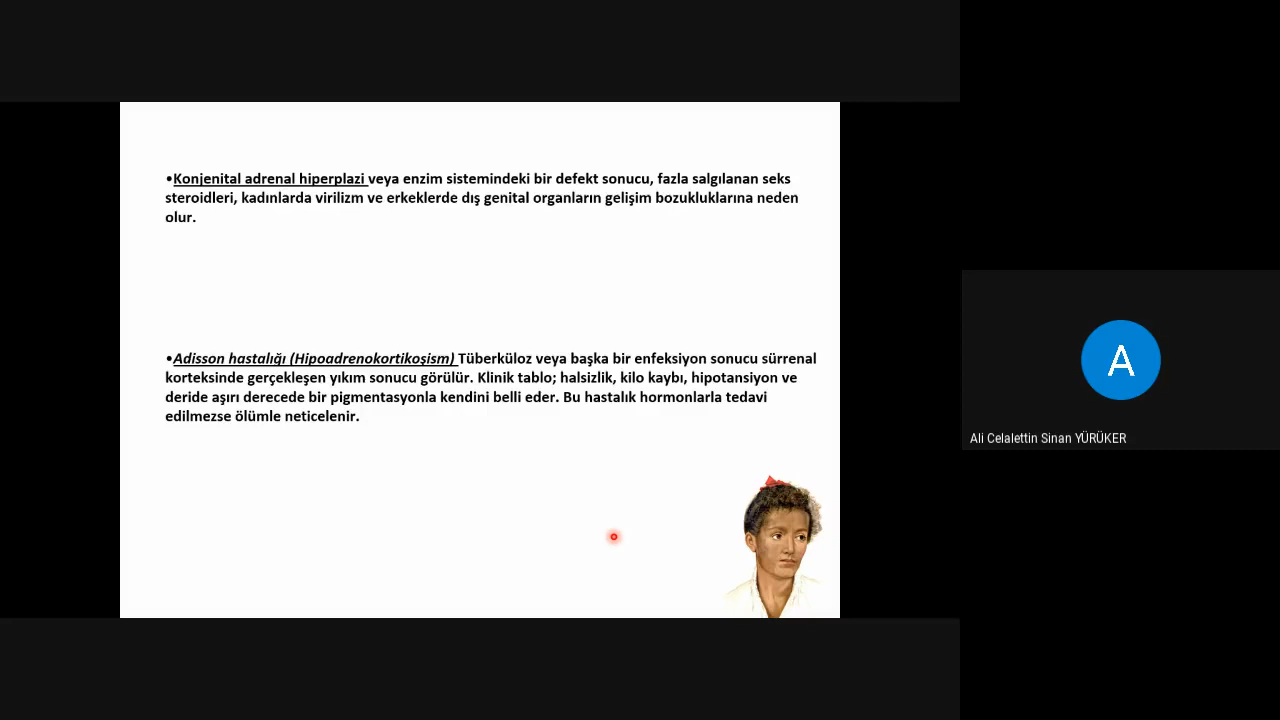 •Konjenital adrenal hiperplazi veya enzim sistemindeki bir defekt sonucu, fazla salgılanan seks
steroidleri, kadınlarda virilizm ve erkeklerde dış genital organların gelişim bozukluklarına neden
olur.
•Adisson hastalığı (Hipoadrenokortikoşism) Tüberküloz veya başka bir enfeksiyon sonucu sürrenal
korteksinde gerçekleşen yıkım sonucu görülür. Klinik tablo; halsizlik, kilo kaybı, hipotansiyon ve
deride aşırı derecede bir pigmentasyonla kendini belli eder. Bu hastalık hormonlarla tedavi
edilmezse ölümle neticelenir.
A
Ali Celalettin Sinan YÜRÜKER